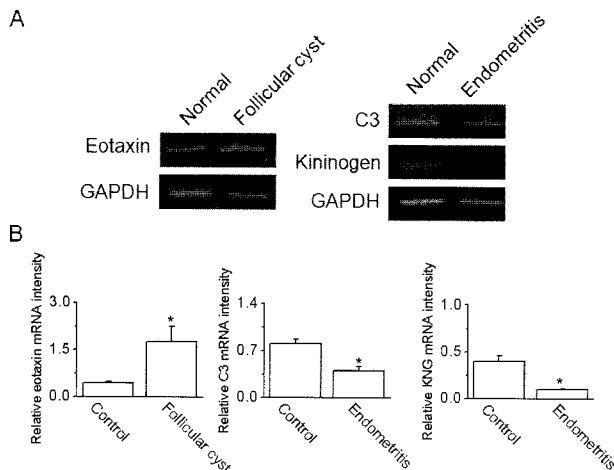 A
Normal
Follicular cyst
Eotaxin
GAPDH
Normal
Endometritis
C3
Kininogen
GAPDH
B
Relative eotaxin mRNA intensity
3.0
1.5
0.0
*
Control
Follicular cyst
Relative C3 mRNA intensity
1.4
0.7
0.0
*
Control
Endometritis
Relative KNG mRNA intensity
1.0
0.5
0.0
*
Control
Endometritis